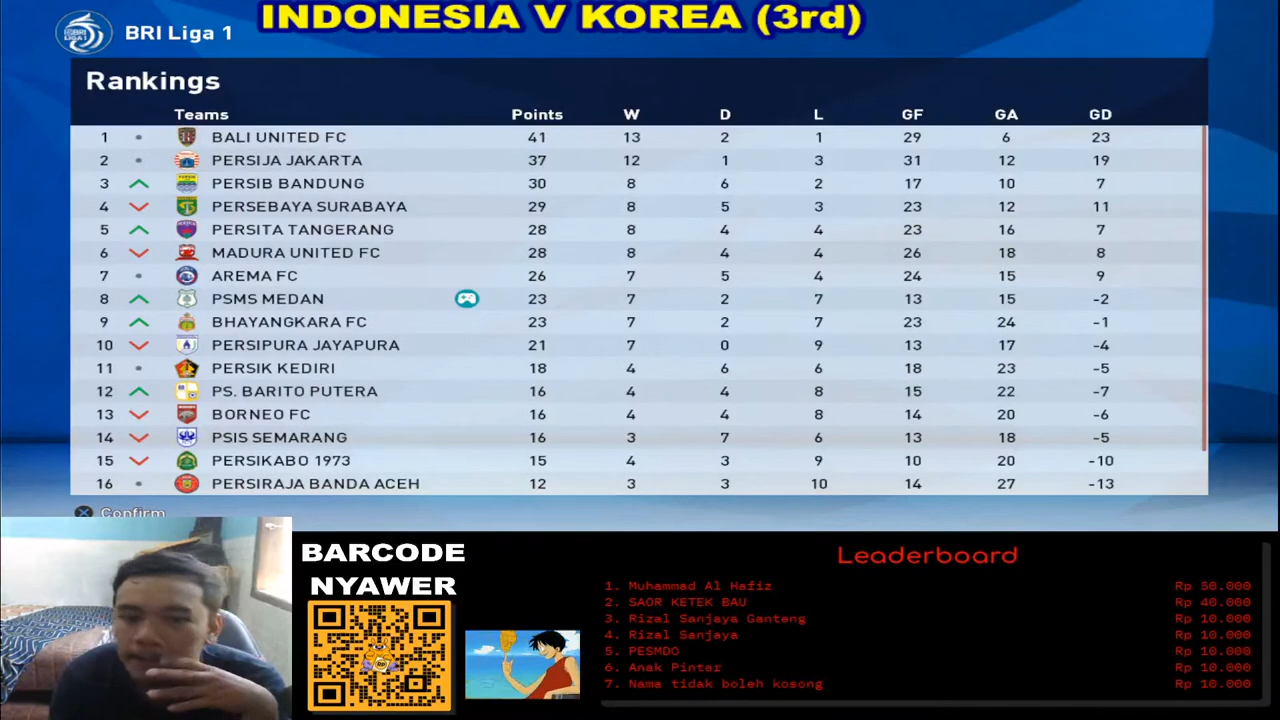 INDONESIA V KOREA (3rd)
BRI Liga 1
Rankings
Teams Points W D L GF GA GD
1 BALI UNITED FC 41 13 2 1 29 6 23
2 PERSIJA JAKARTA 37 12 1 3 31 12 19
3 PERSIB BANDUNG 30 8 6 2 17 10 7
4 PERSEBAYA SURABAYA 29 8 5 3 23 12 11
5 PERSITA TANGERANG 28 8 4 4 23 16 7
6 MADURA UNITED FC 28 8 4 4 26 18 8
7 AREMA FC 26 7 5 4 24 15 9
8 PSMS MEDAN 23 7 2 7 13 15 -2
9 BHAYANGKARA FC 23 7 2 7 23 24 -1
10 PERSIPURA JAYAPURA 21 7 0 9 13 17 -4
11 PERSIK KEDIRI 18 4 6 6 18 23 -5
12 PS. BARITO PUTERA 16 4 4 8 15 22 -7
13 BORNEO FC 16 4 4 8 14 20 -6
14 PSIS SEMARANG 16 3 7 6 13 18 -5
15 PERSIKABO 1973 15 4 3 9 10 20 -10
16 PERSIRAJA BANDA ACEH 12 3 3 10 14 27 -13
Confirm
BARCODE
NYAWER
Leaderboard
1. Muhammad Al Hafiz Rp 50.000
2. SAOR KETEK BAU Rp 40.000
3. Rizal Sanjaya Ganteng Rp 10.000
4. Rizal Sanjaya Rp 10.000
5. PESMDO Rp 10.000
6. Anak Pintar Rp 10.000
7. Nama tidak boleh kosong Rp 10.000